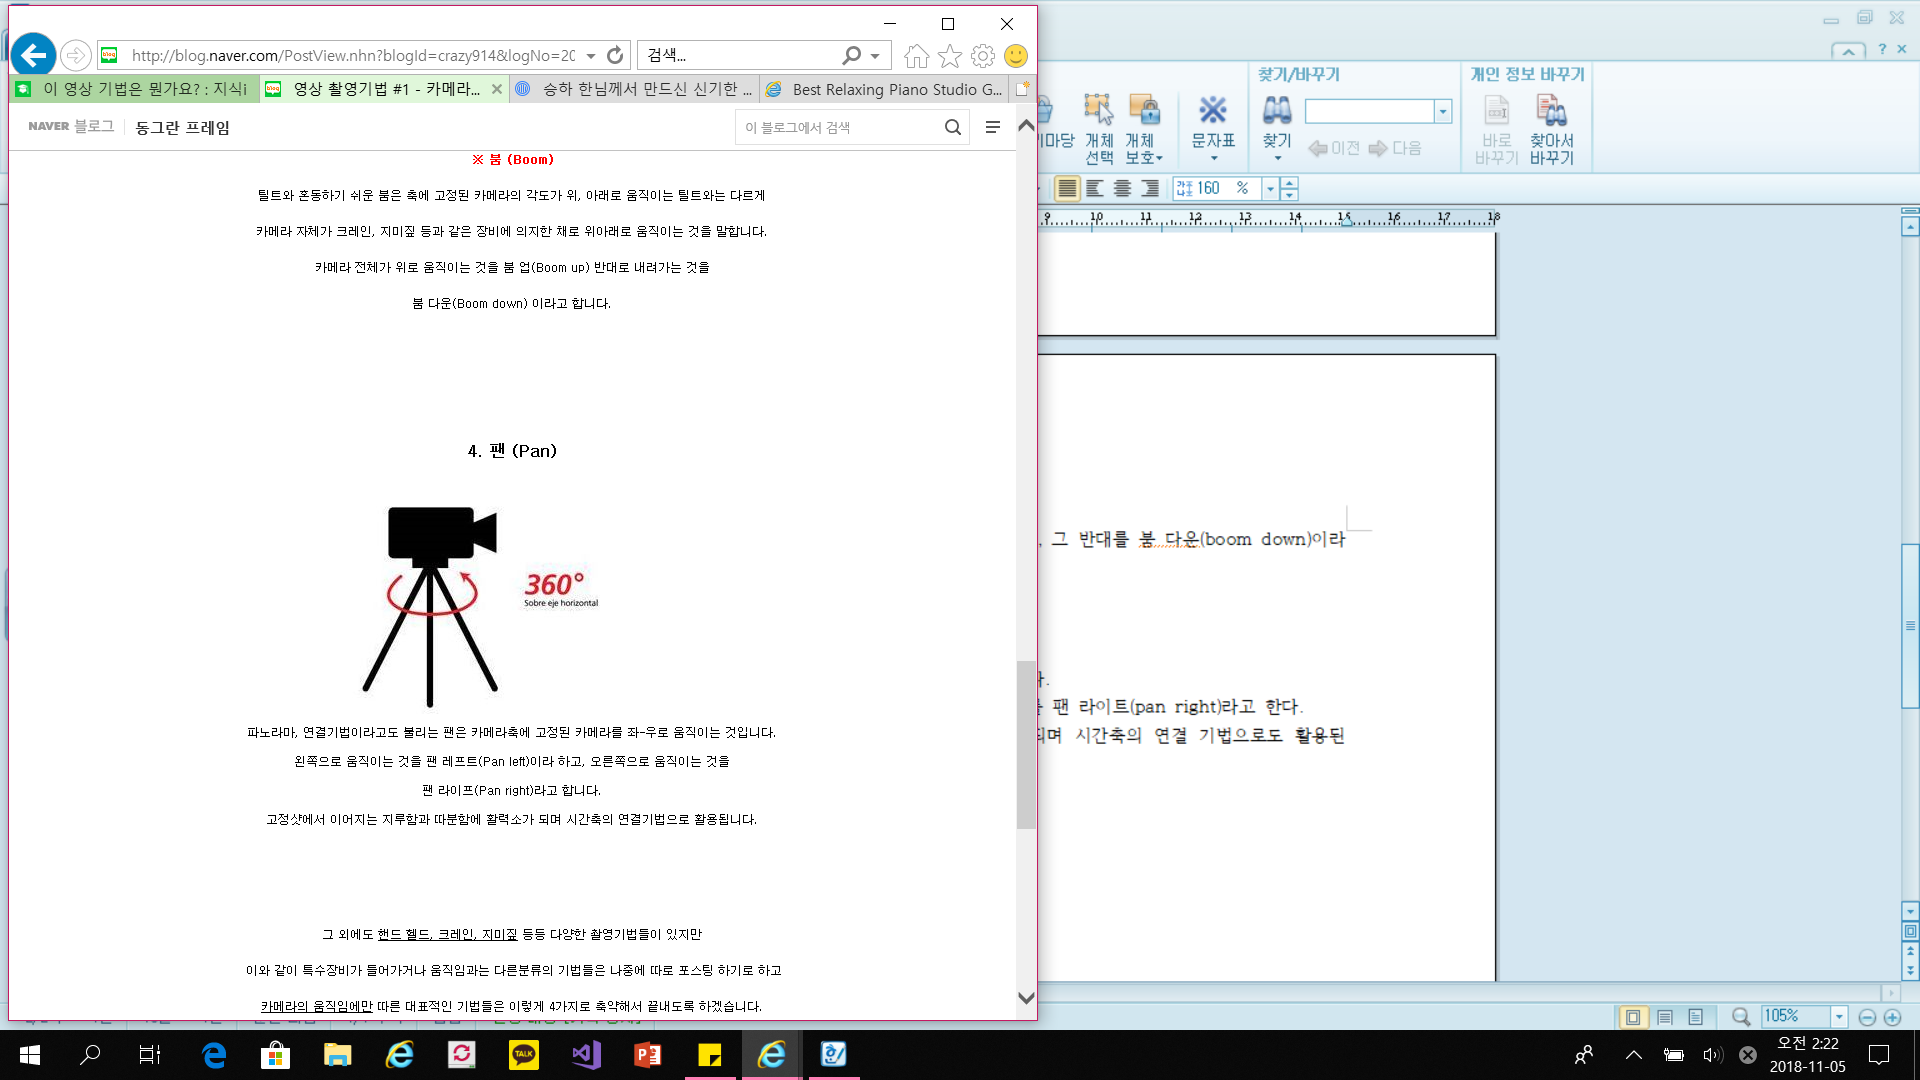 http://blog.naver.com/PostView.nhn?blogId=crazy914&logNo=20
검색...
이 영상 기법은 뭔가요? : 지식i
영상 촬영기법 #1 - 카메라...
승하 한님께서 만드신 신기한 ...
Best Relaxing Piano Studio G...
NAVER 블로그
동그란 프레임
이 블로그에서 검색
※ 붐 (Boom)
틸트와 혼동하기 쉬운 붐은 축에 고정된 카메라의 각도가 위, 아래로 움직이는 틸트와는 다르게
카메라 자체가 크레인, 지미짚 등과 같은 장비에 의지한 채로 위아래로 움직이는 것을 말합니다.
카메라 전체가 위로 움직이는 것을 붐 업(Boom up) 반대로 내려가는 것을
붐 다운(Boom down) 이라고 합니다.
4. 팬 (Pan)
360°
Sobre eje horizontal
파노라마, 연결기법이라고도 불리는 팬은 카메라축에 고정된 카메라를 좌-우로 움직이는 것입니다.
왼쪽으로 움직이는 것을 팬 레프트(Pan left)이라 하고, 오른쪽으로 움직이는 것을
팬 라이프(Pan right)라고 합니다.
고정샷에서 이어지는 지루함과 따분함에 활력소가 되며 시간축의 연결기법으로 활용됩니다.
그 외에도 핸드 헬드, 크레인, 지미짚 등등 다양한 촬영기법들이 있지만
이와 같이 특수장비가 들어가거나 움직임과는 다른분류의 기법들은 나중에 따로 포스팅 하기로 하고
카메라의 움직임에만 따른 대표적인 기법들은 이렇게 4가지로 축약해서 끝내도록 하겠습니다.
찾기/바꾸기
개인 정보 바꾸기
마당
개체 선택
개체 보호
문자표
찾기
이전
다음
바로 바꾸기
찾아서 바꾸기
160 %
9 10 11 12 13 14 15 16 17 18
, 그 반대를 붐 다운(boom down)이라
다.
팬 라이트(pan right)라고 한다.
되며 시간축의 연결 기법으로도 활용된
105%
TALK
오전 2:22
2018-11-05